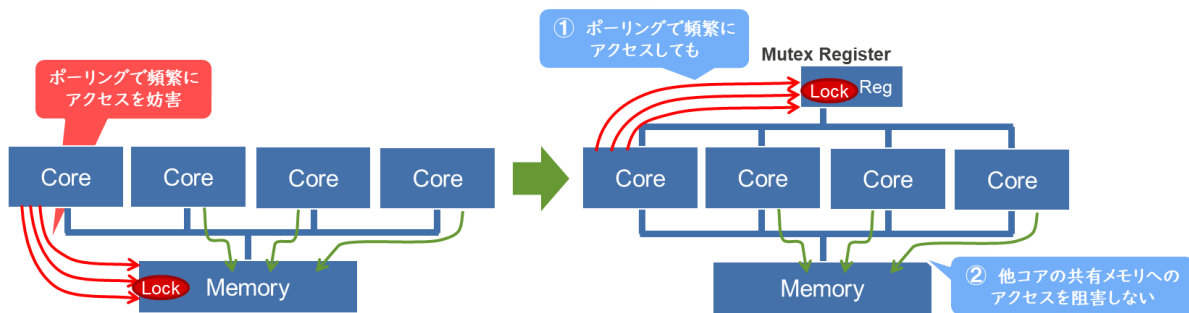 ポーリングで頻繁に
アクセスを妨害
Core
Core
Core
Core
Lock
Memory
① ポーリングで頻繁に
アクセスしても
Mutex Register
Lock
Reg
Core
Core
Core
Core
Memory
② 他コアの共有メモリへの
アクセスを阻害しない